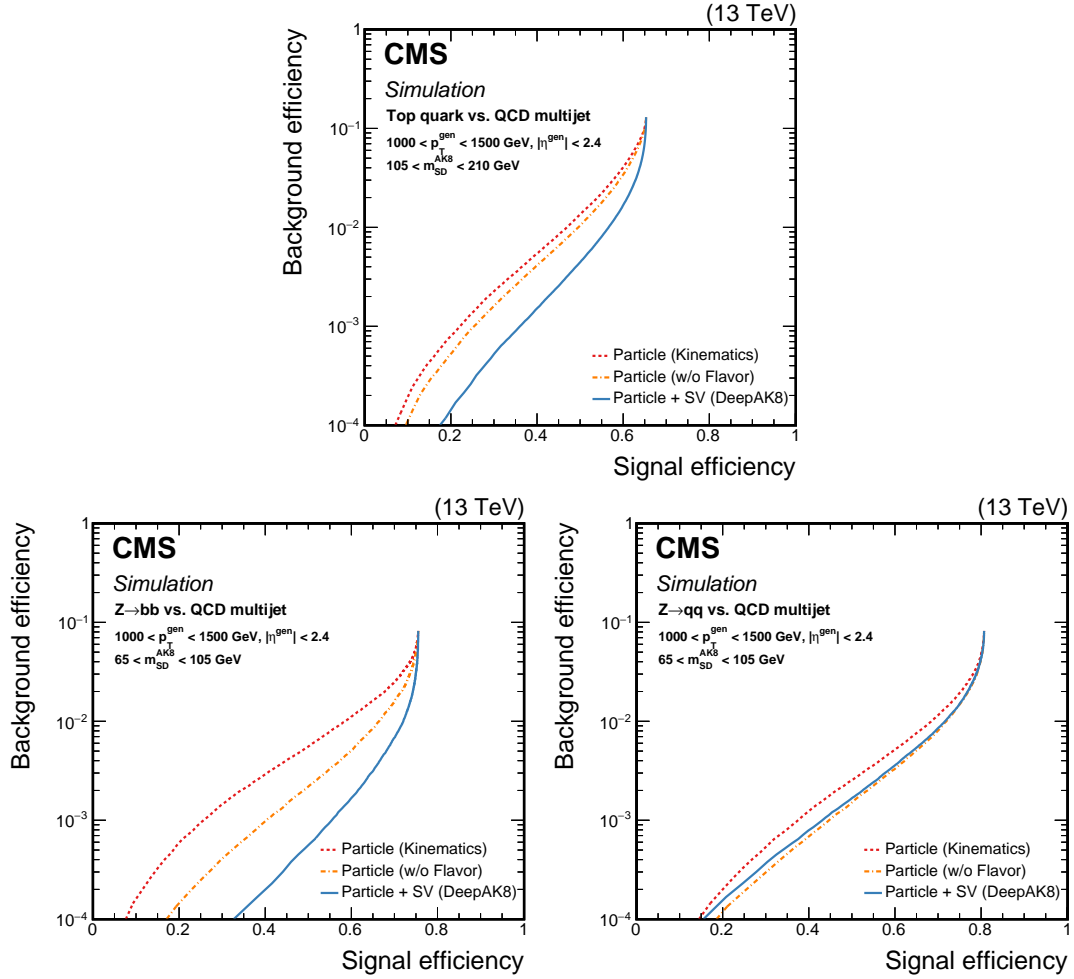 (13 TeV)
CMS
Simulation
Top quark vs. QCD multijet
1000 < p_T^gen < 1500 GeV, |η^gen| < 2.4
105 < m_SD^AK8 < 210 GeV
Background efficiency
1
10⁻¹
10⁻²
10⁻³
10⁻⁴
Particle (Kinematics)
Particle (w/o Flavor)
Particle + SV (DeepAK8)
0 0.2 0.4 0.6 0.8 1
Signal efficiency
(13 TeV)
CMS
Simulation
Z→bb vs. QCD multijet
1000 < p_T^gen < 1500 GeV, |η^gen| < 2.4
65 < m_SD^AK8 < 105 GeV
Background efficiency
1
10⁻¹
10⁻²
10⁻³
10⁻⁴
Particle (Kinematics)
Particle (w/o Flavor)
Particle + SV (DeepAK8)
0 0.2 0.4 0.6 0.8 1
Signal efficiency
(13 TeV)
CMS
Simulation
Z→qq vs. QCD multijet
1000 < p_T^gen < 1500 GeV, |η^gen| < 2.4
65 < m_SD^AK8 < 105 GeV
Background efficiency
1
10⁻¹
10⁻²
10⁻³
10⁻⁴
Particle (Kinematics)
Particle (w/o Flavor)
Particle + SV (DeepAK8)
0 0.2 0.4 0.6 0.8 1
Signal efficiency